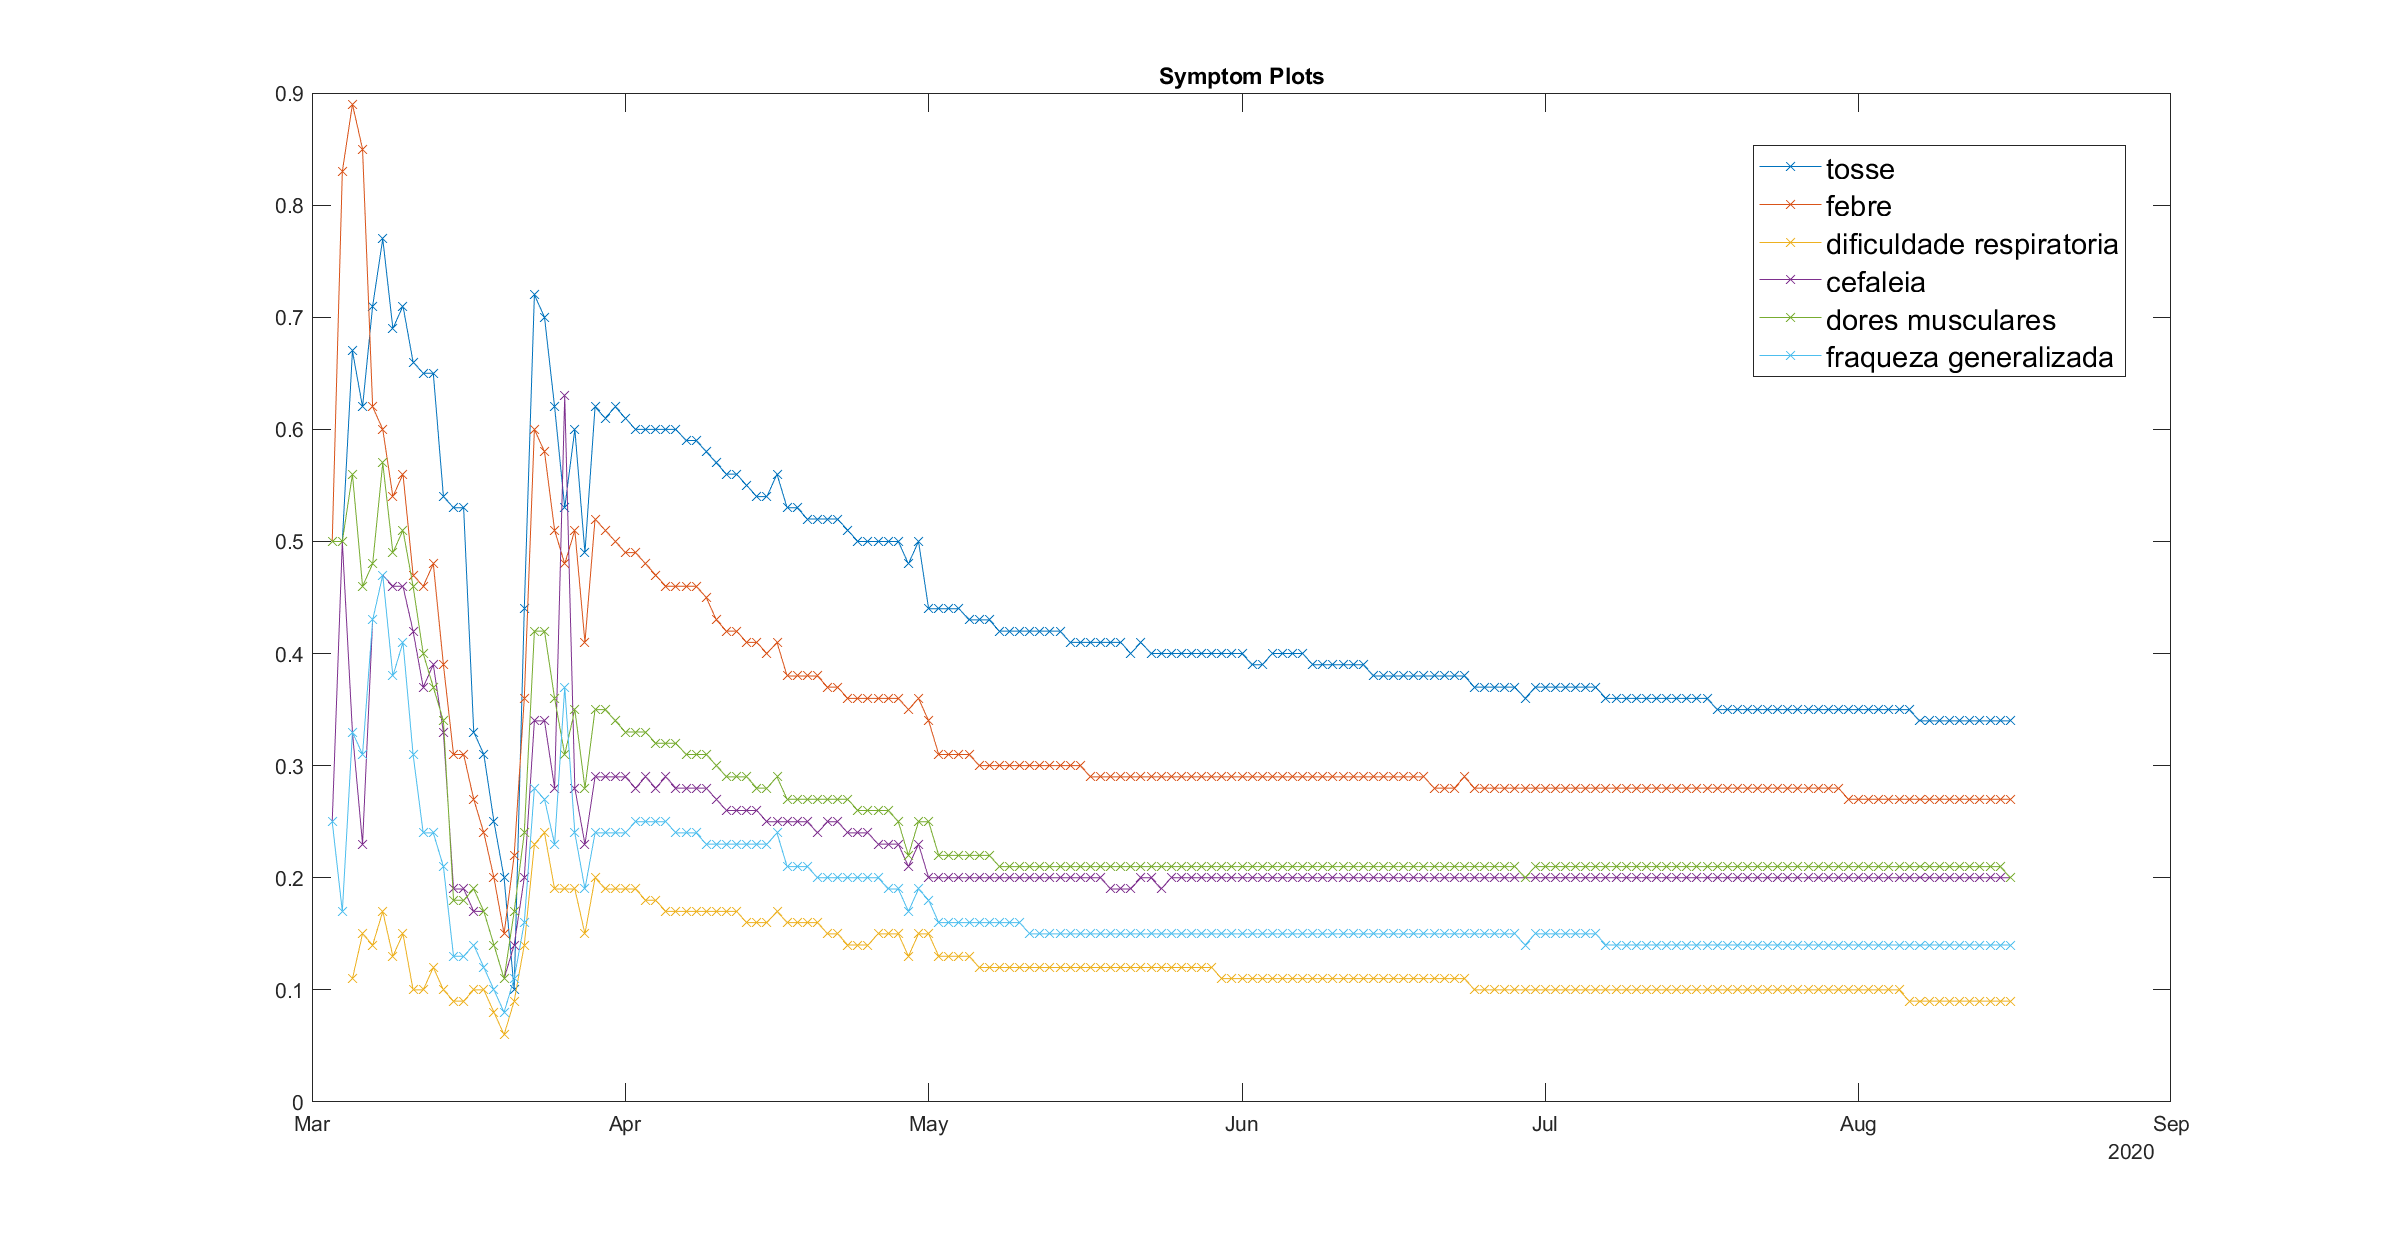 Symptom Plots
0.9
0.8
0.7
0.6
0.5
0.4
0.3
0.2
0.1
0
tosse
febre
dificuldade respiratoria
cefaleia
dores musculares
fraqueza generalizada
Mar Apr May Jun Jul Aug Sep
2020